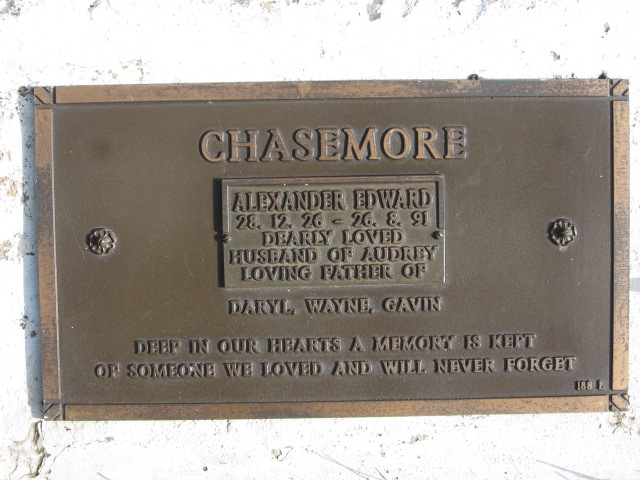 CHASEMORE
ALEXANDER EDWARD
28. 12. 26 - 26. 8. 91
DEARLY LOVED
HUSBAND OF AUDREY
LOVING FATHER OF
DARYL, WAYNE, GAVIN
DEEP IN OUR HEARTS A MEMORY IS KEPT
OF SOMEONE WE LOVED AND WILL NEVER FORGET
188 L